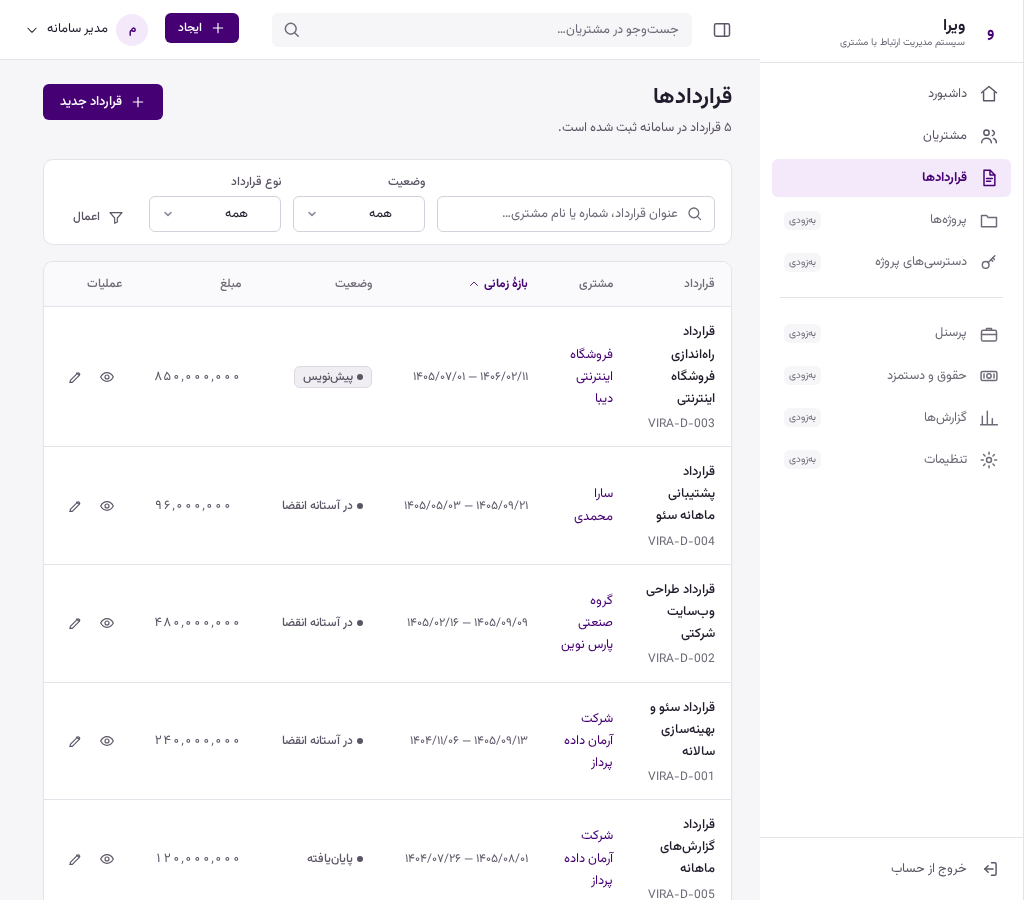 و
ویرا
سیستم مدیریت ارتباط با مشتری
داشبورد
مشتریان
قراردادها
پروژه‌ها
به‌زودی
دسترسی‌های پروژه
به‌زودی
پرسنل
به‌زودی
حقوق و دستمزد
به‌زودی
گزارش‌ها
به‌زودی
تنظیمات
به‌زودی
خروج از حساب
جست‌وجو در مشتریان…
ایجاد
م
مدیر سامانه
قراردادها
۵ قرارداد در سامانه ثبت شده است.
قرارداد جدید
عنوان قرارداد، شماره یا نام مشتری…
وضعیت
همه
نوع قرارداد
همه
اعمال
قرارداد
مشتری
بازهٔ زمانی
وضعیت
مبلغ
عملیات
قرارداد
راه‌اندازی
فروشگاه
اینترنتی
VIRA-D-003
فروشگاه
اینترنتی
دیبا
۱۴۰۵/۰۷/۰۱ — ۱۴۰۶/۰۲/۱۱
پیش‌نویس
۸۵۰,۰۰۰,۰۰۰
قرارداد
پشتیبانی
ماهانه سئو
VIRA-D-004
سارا
محمدی
۱۴۰۵/۰۵/۰۳ — ۱۴۰۵/۰۹/۲۱
در آستانه انقضا
۹۶,۰۰۰,۰۰۰
قرارداد طراحی
وب‌سایت
شرکتی
VIRA-D-002
گروه
صنعتی
پارس نوین
۱۴۰۵/۰۲/۱۶ — ۱۴۰۵/۰۹/۰۹
در آستانه انقضا
۴۸۰,۰۰۰,۰۰۰
قرارداد سئو و
بهینه‌سازی
سالانه
VIRA-D-001
شرکت
آرمان داده
پرداز
۱۴۰۴/۱۱/۰۶ — ۱۴۰۵/۰۹/۱۳
در آستانه انقضا
۲۴۰,۰۰۰,۰۰۰
قرارداد
گزارش‌های
ماهانه
VIRA-D-005
شرکت
آرمان داده
پرداز
۱۴۰۴/۰۷/۲۶ — ۱۴۰۵/۰۸/۰۱
پایان‌یافته
۱۲۰,۰۰۰,۰۰۰